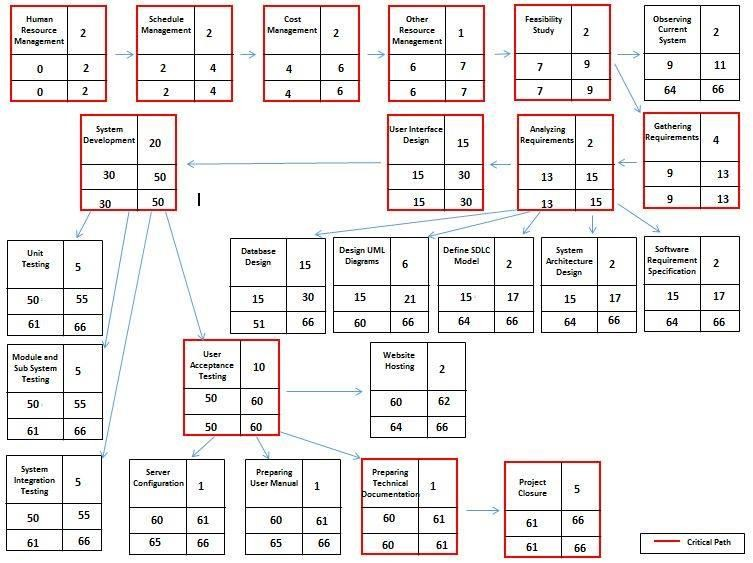 Human
Resource
Management
2
0 2
0 2
Schedule
Management
2
2 4
2 4
Cost
Management
2
4 6
4 6
Other
Resource
Management
1
6 7
6 7
Feasibility
Study
2
7 9
7 9
Observing
Current
System
2
9 11
64 66
System
Development
20
30 50
30 50
User Interface
Design
15
15 30
15 30
Analyzing
Requirements
2
13 15
13 15
Gathering
Requirements
4
9 13
9 13
Unit
Testing
5
50 55
61 66
Database
Design
15
15 30
51 66
Design UML
Diagrams
6
15 21
60 66
Define SDLC
Model
2
15 17
64 66
System
Architecture
Design
2
15 17
64 66
Software
Requirement
Specification
2
15 17
64 66
Module and
Sub System
Testing
5
50 55
61 66
User
Acceptance
Testing
10
50 60
50 60
Website
Hosting
2
60 62
64 66
System
Integration
Testing
5
50 55
61 66
Server
Configuration
1
60 61
65 66
Preparing
User Manual
1
60 61
65 66
Preparing
Technical
Documentation
1
60 61
60 61
Project
Closure
5
61 66
61 66
Critical Path